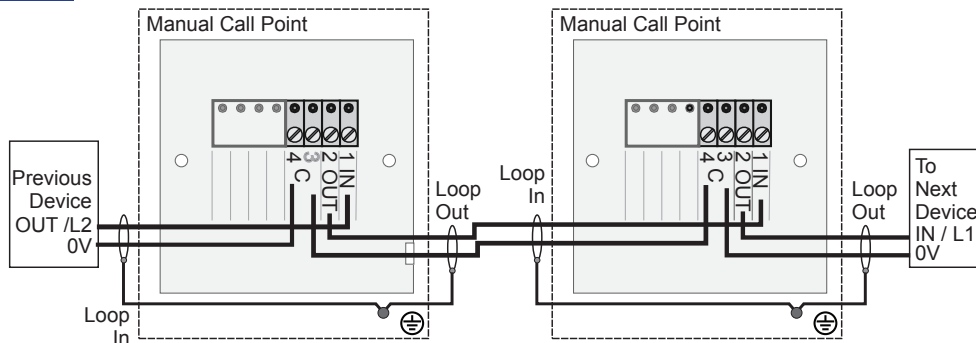 Manual Call Point
Manual Call Point
Previous
Device
OUT /L2
0V
4 C
3
2 OUT
1 IN
Loop
Out
Loop
In
Loop
In
4 C
3
2 OUT
1 IN
Loop
Out
To
Next
Device
IN / L1
0V